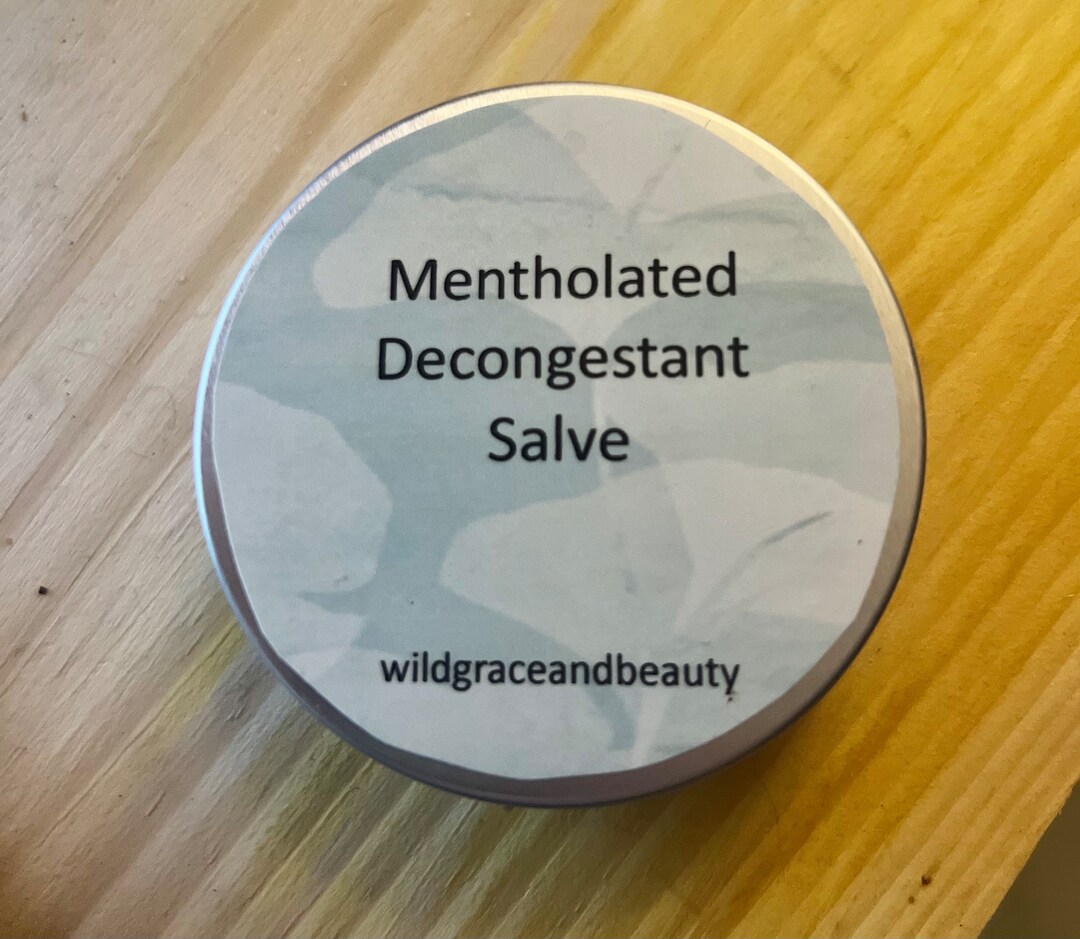 Mentholated
Decongestant
Salve
wildgraceandbeauty